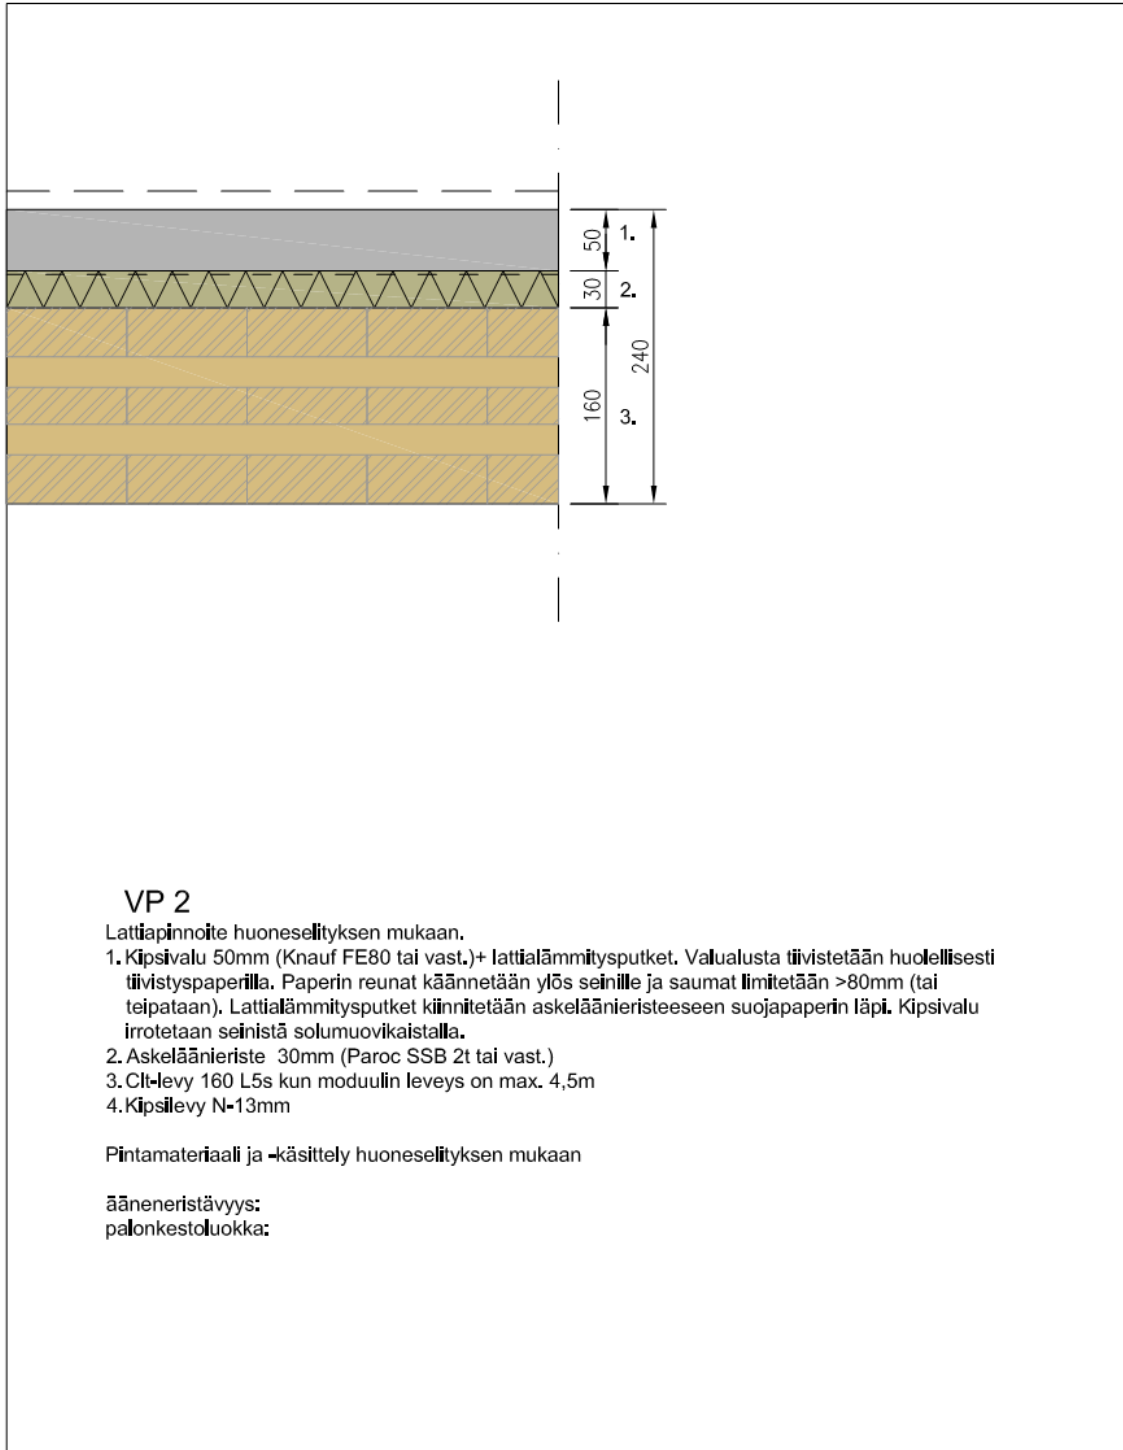 50
1.
30
2.
240
160
3.
VP 2
Lattiapinnoite huoneselityksen mukaan.
1. Kipsivalu 50mm (Knauf FE80 tai vast.)+ lattialämmitysputket. Valualusta tiivistetään huolellisesti
tiivistyspaperilla. Paperin reunat käännetään ylös seinille ja saumat limitetään >80mm (tai
teipataan). Lattialämmitysputket kiinnitetään askeläänieristeeseen suojapaperin läpi. Kipsivalu
irrotetaan seinistä solumuovikaistalla.
2. Askeläänieriste 30mm (Paroc SSB 2t tai vast.)
3. Clt-levy 160 L5s kun moduulin leveys on max. 4,5m
4. Kipsilevy N-13mm
Pintamateriaali ja -käsittely huoneselityksen mukaan
ääneneristävyys:
palonkestoluokka: